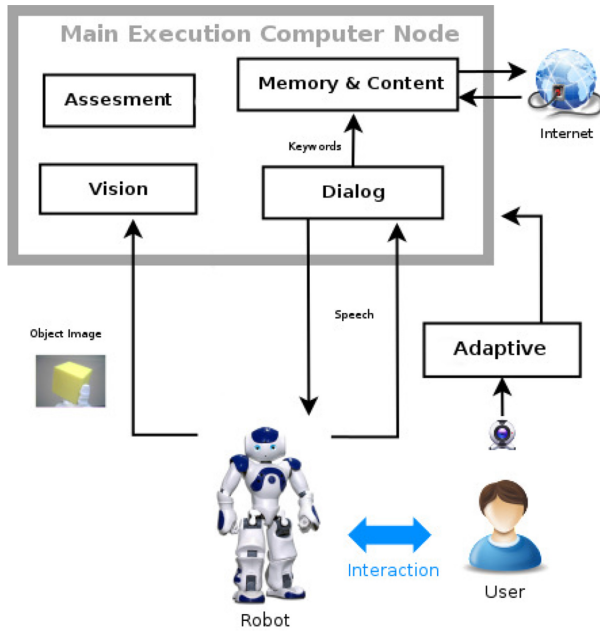 Main Execution Computer Node
Assesment
Memory & Content
Internet
Keywords
Vision
Dialog
Object Image
Speech
Adaptive
Interaction
Robot
User